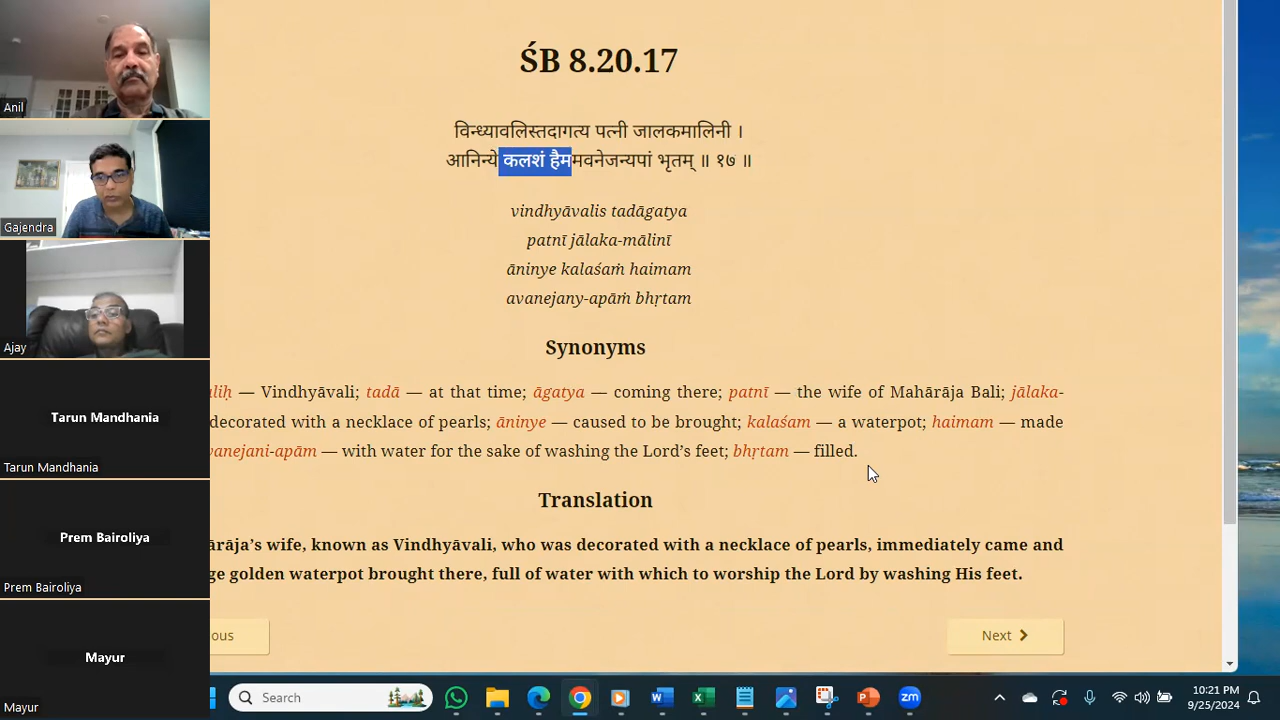 Anil
Gajendra
Ajay
Tarun Mandhania
Tarun Mandhania
Prem Bairoliya
Prem Bairoliya
Mayur
Mayur
ŚB 8.20.17
विन्ध्यावलिस्तदागत्य पत्नी जालकमालिनी ।
आनिन्ये कलशं हैममवनेजन्यपां भृतम् ॥ १७ ॥
vindhyāvalis tadāgatya
patnī jālaka-mālinī
āninye kalaśaṁ haimam
avanejany-apāṁ bhṛtam
Synonyms
— Vindhyāvali; tadā — at that time; āgatya — coming there; patnī — the wife of Mahārāja Bali; jālaka-
decorated with a necklace of pearls; āninye — caused to be brought; kalaśam — a waterpot; haimam — made
vanejani-apām — with water for the sake of washing the Lord’s feet; bhṛtam — filled.
Translation
wife, known as Vindhyāvali, who was decorated with a necklace of pearls, immediately came and
golden waterpot brought there, full of water with which to worship the Lord by washing His feet.
Next
Search
10:21 PM
9/25/2024